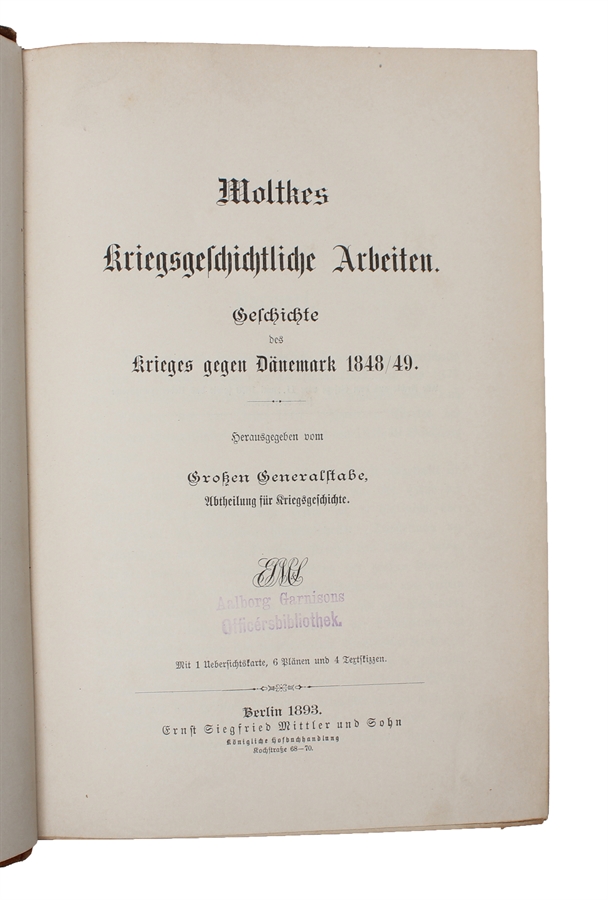 Moltkes
Kriegsgeschichtliche Arbeiten.
Geschichte
des
Krieges gegen Dänemark 1848/49.
Herausgegeben vom
Großen Generalstabe,
Abtheilung für Kriegsgeschichte.
Aalborg Garnisons
Officersbibliothek.
Mit 1 Uebersichtskarte, 6 Plänen und 4 Textskizzen.
Berlin 1893.
Ernst Siegfried Mittler und Sohn
Königliche Hofbuchhandlung
Kochstraße 68–70.